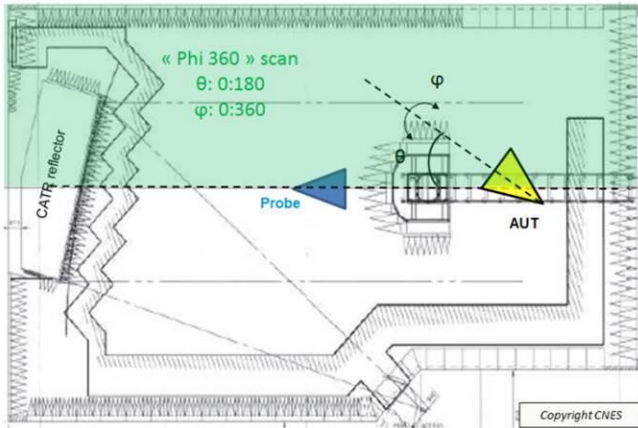 « Phi 360 » scan
θ: 0:180
φ: 0:360
φ
θ
CATR reflector
Probe
AUT
Copyright CNES